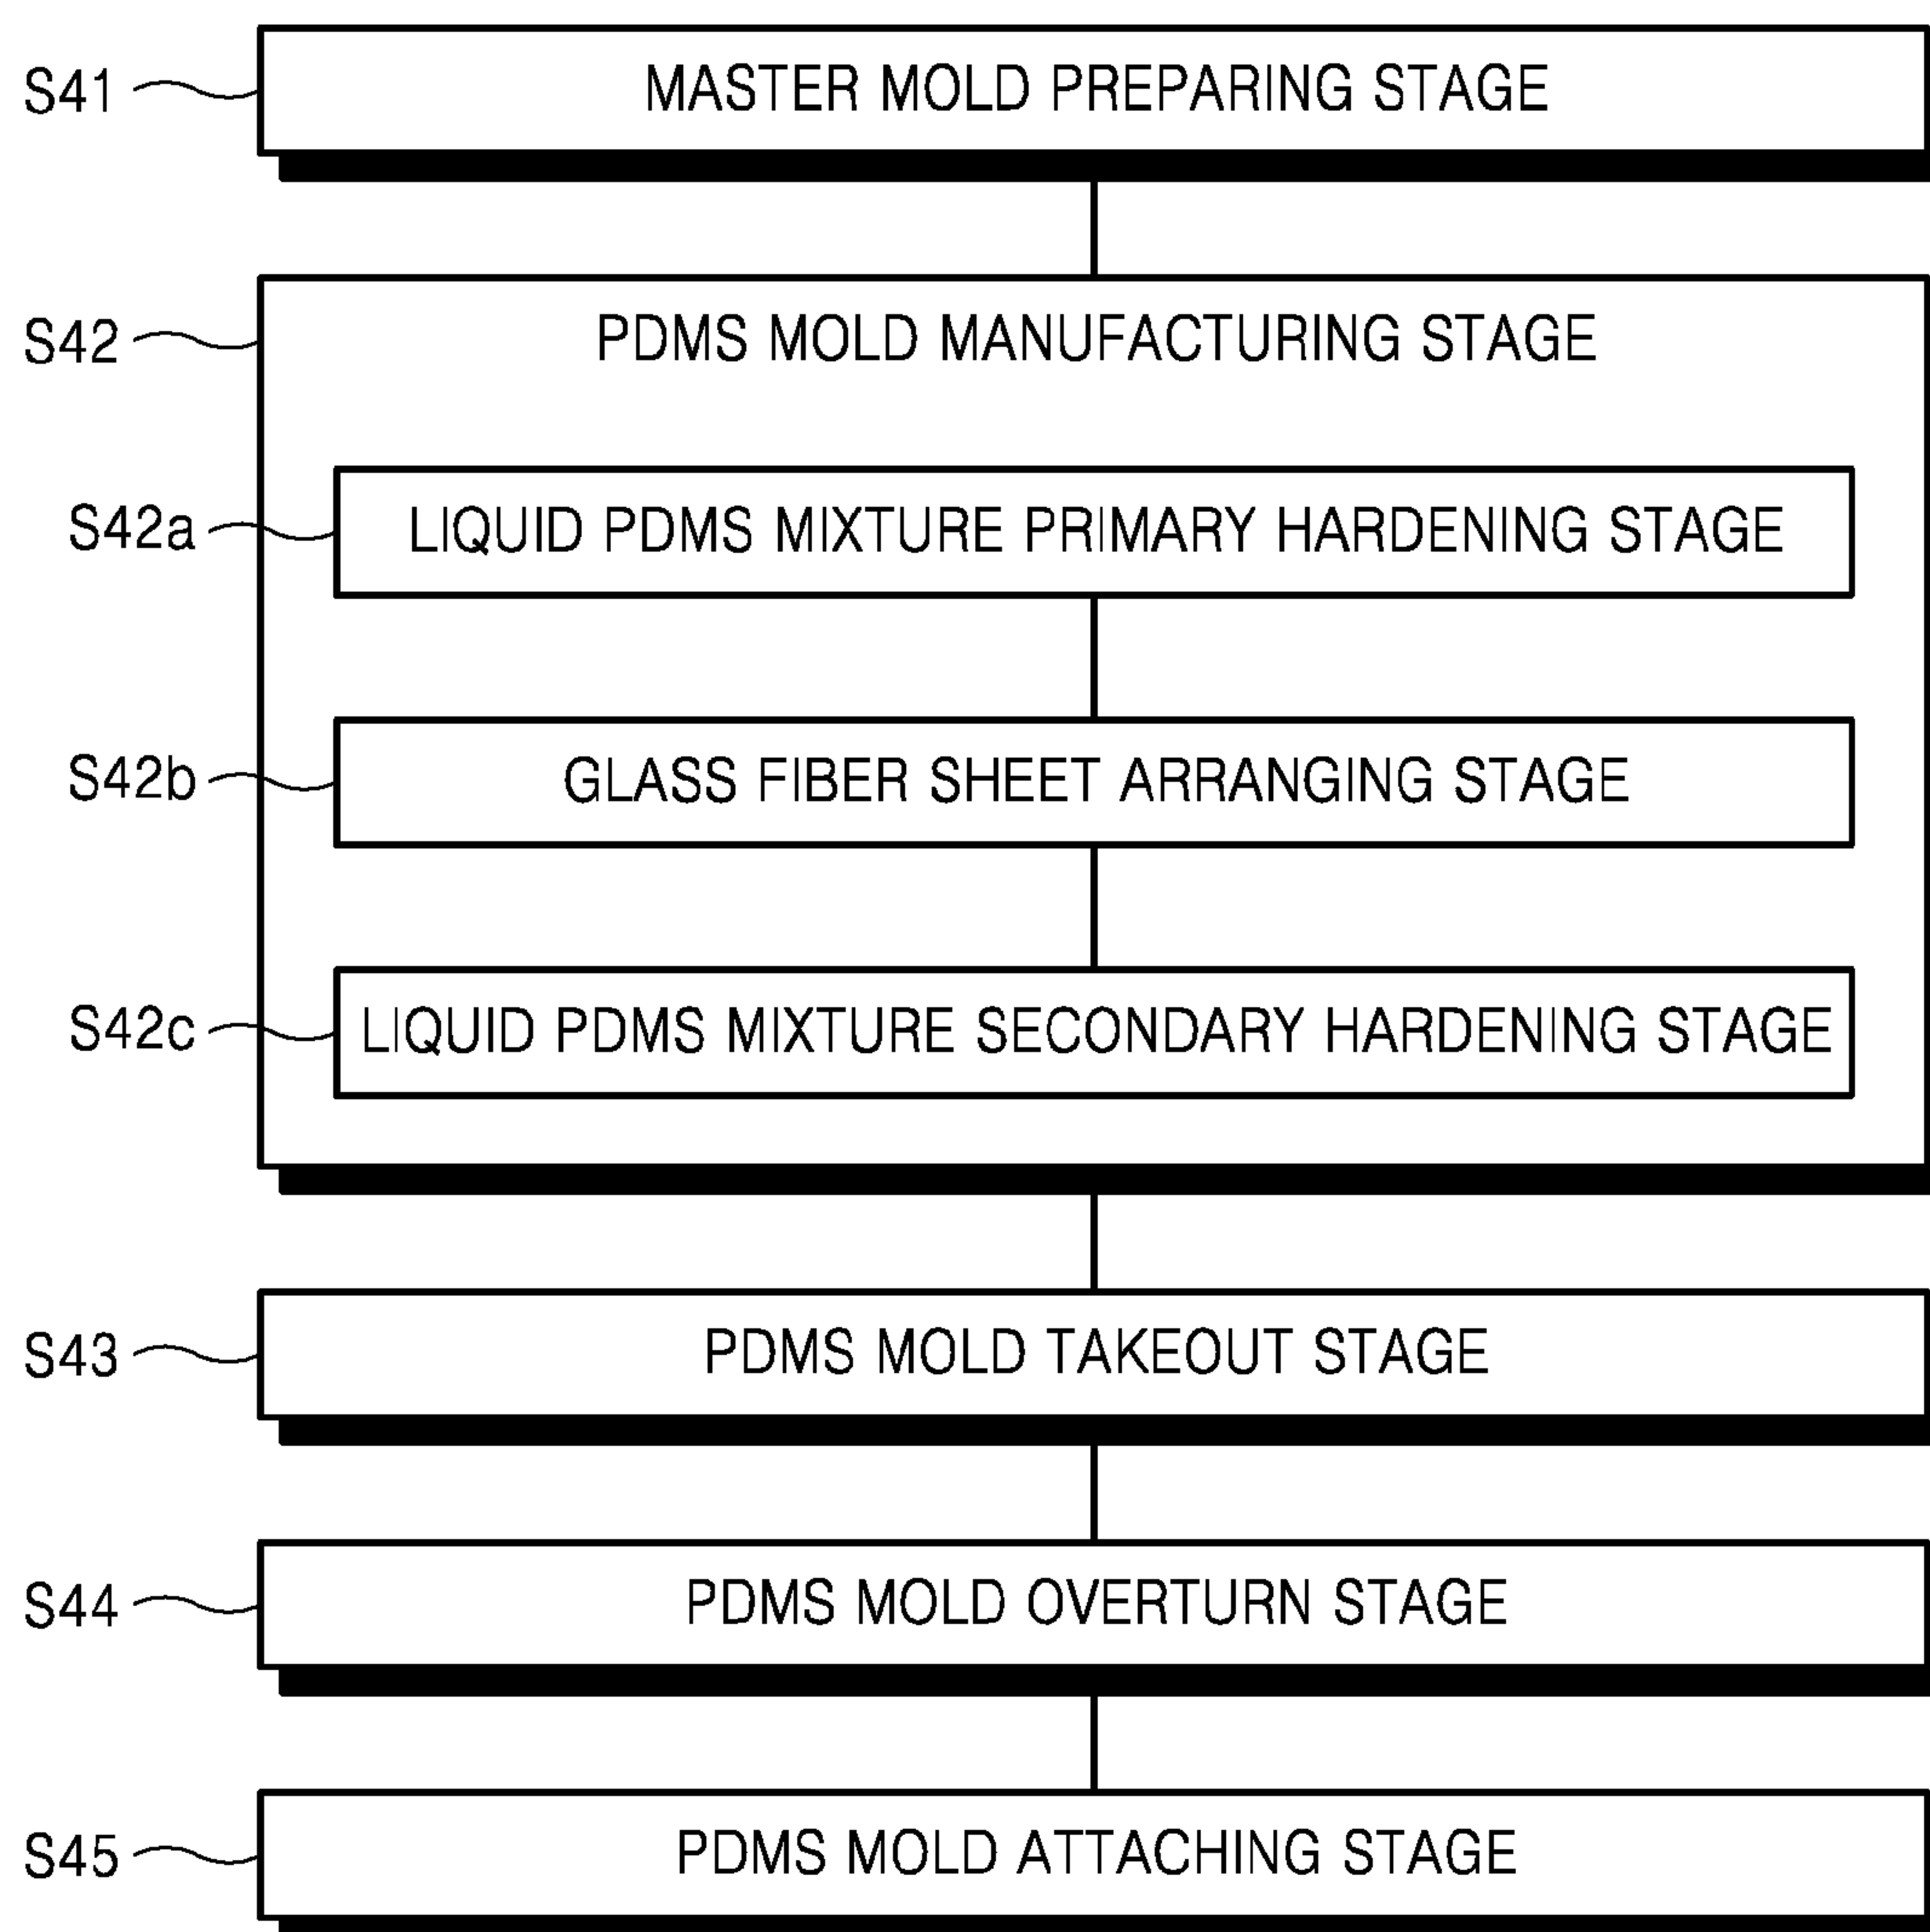 S41 MASTER MOLD PREPARING STAGE
S42 PDMS MOLD MANUFACTURING STAGE
S42a LIQUID PDMS MIXTURE PRIMARY HARDENING STAGE
S42b GLASS FIBER SHEET ARRANGING STAGE
S42c LIQUID PDMS MIXTURE SECONDARY HARDENING STAGE
S43 PDMS MOLD TAKEOUT STAGE
S44 PDMS MOLD OVERTURN STAGE
S45 PDMS MOLD ATTACHING STAGE